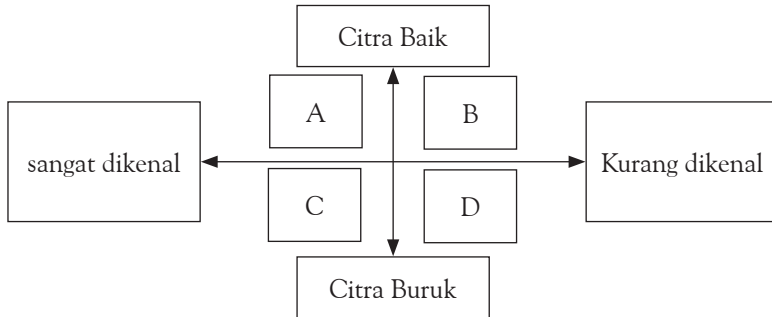 Citra Baik
A
B
sangat dikenal
Kurang dikenal
C
D
Citra Buruk